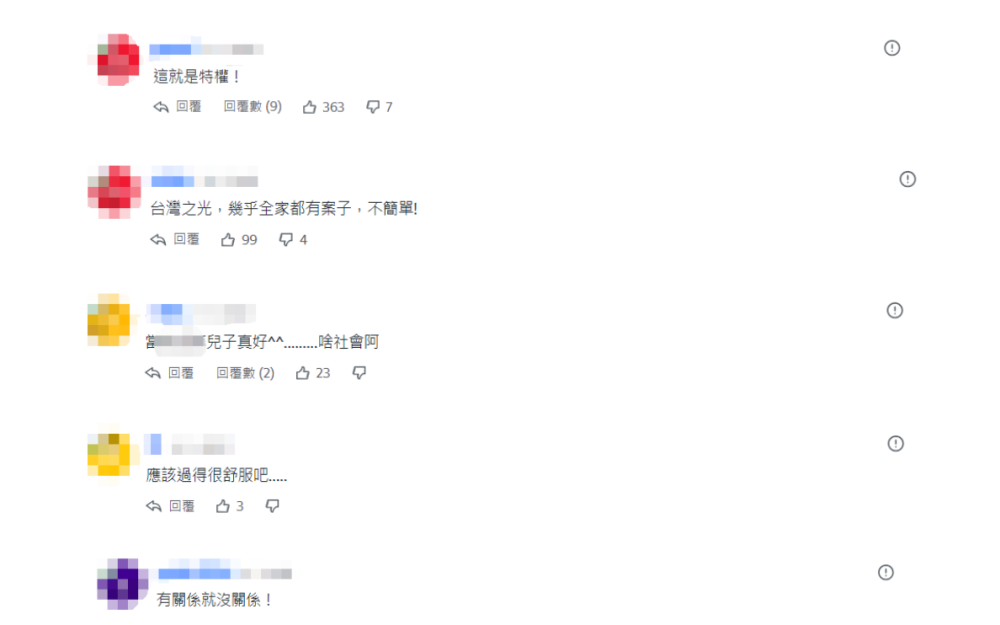 這就是特權！
回覆 回覆數 (9) 363 7
台灣之光，幾乎全家都有案子，不簡單!
回覆 99 4
當 兒子真好^^.........啥社會阿
回覆 回覆數 (2) 23
應該過得很舒服吧.....
回覆 3
有關係就沒關係！